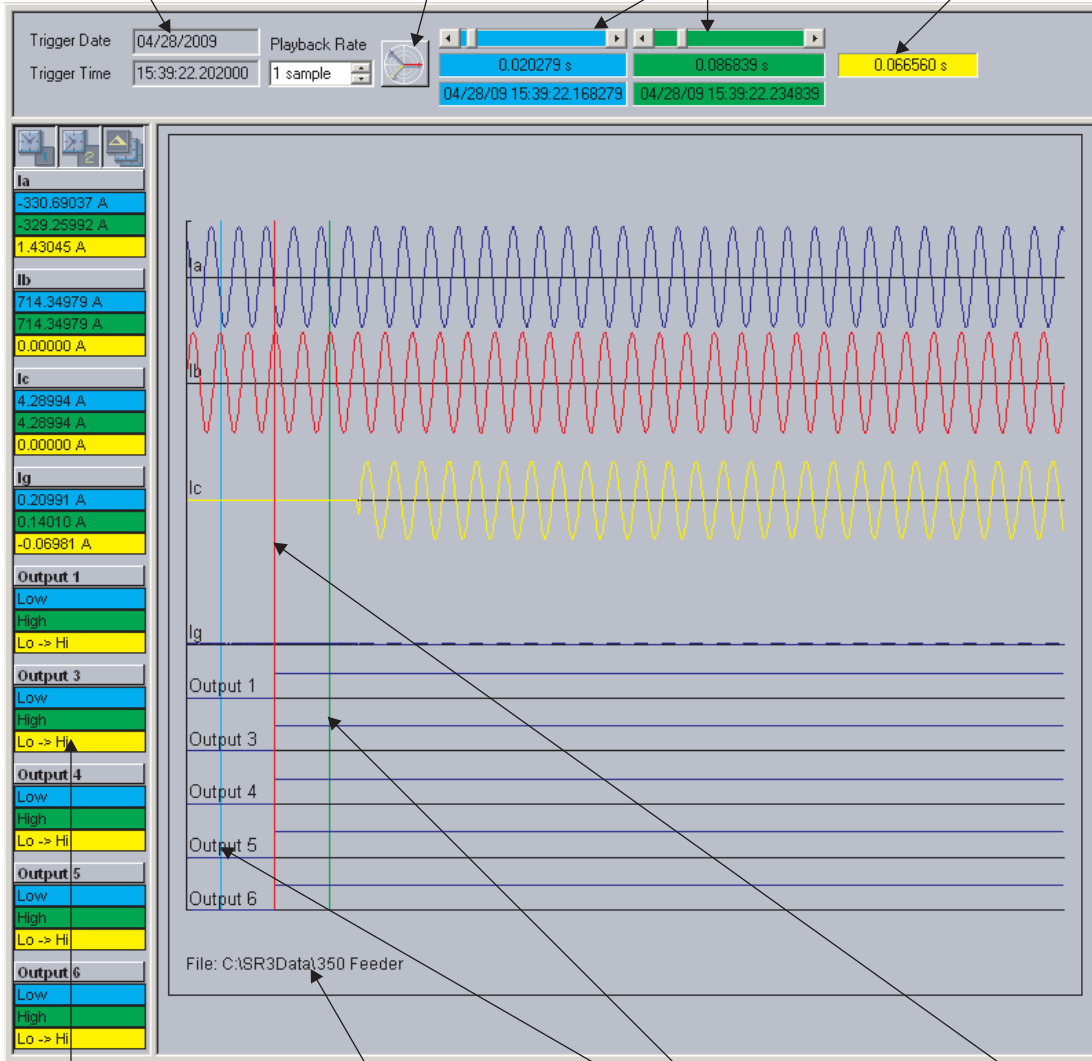 Trigger Date 04/28/2009
Trigger Time 15:39:22.202000
Playback Rate
1 sample
0.020279 s
04/28/09 15:39:22.168279
0.086839 s
04/28/09 15:39:22.234839
0.066560 s
1
2
Ia
-330.69037 A
-329.25992 A
1.43045 A
Ib
714.34979 A
714.34979 A
0.00000 A
Ic
4.28994 A
4.28994 A
0.00000 A
Ig
0.20991 A
0.14010 A
-0.06981 A
Output 1
Low
High
Lo -> Hi
Output 3
Low
High
Lo -> Hi
Output 4
Low
High
Lo -> Hi
Output 5
Low
High
Lo -> Hi
Output 6
Low
High
Lo -> Hi
Ia
Ib
Ic
Ig
Output 1
Output 3
Output 4
Output 5
Output 6
File: C:\SR3Data\350 Feeder